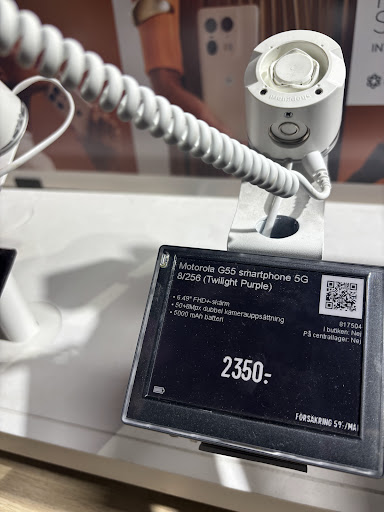 Motorola G55 smartphone 5G
8/256 (Twilight Purple)
• 6.49" FHD+-skärm
• 50+8Mpx dubbel kamerauppsättning
• 5000 mAh batteri
817504
I butiken: Nej
På centrallager: Nej
2350:-
FÖRSÄKRING 59:-/MÅ